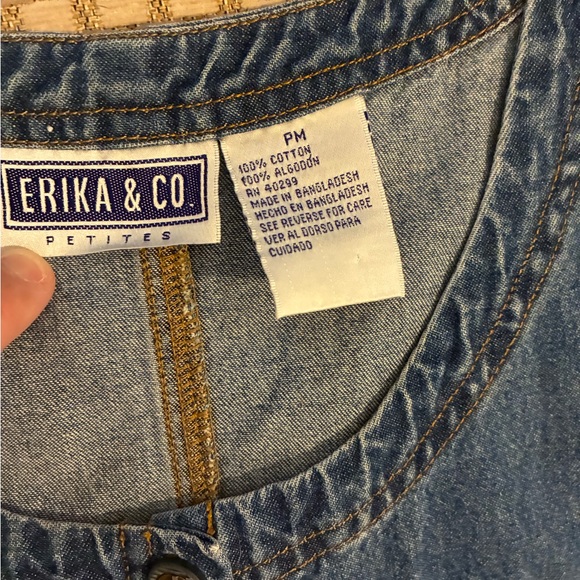 ERIKA & CO.
PETITES
PM
100% COTTON
100% ALGODON
RN 40299
MADE IN BANGLADESH
HECHO EN BANGLADESH
SEE REVERSE FOR CARE
VER AL DORSO PARA
CUIDADO